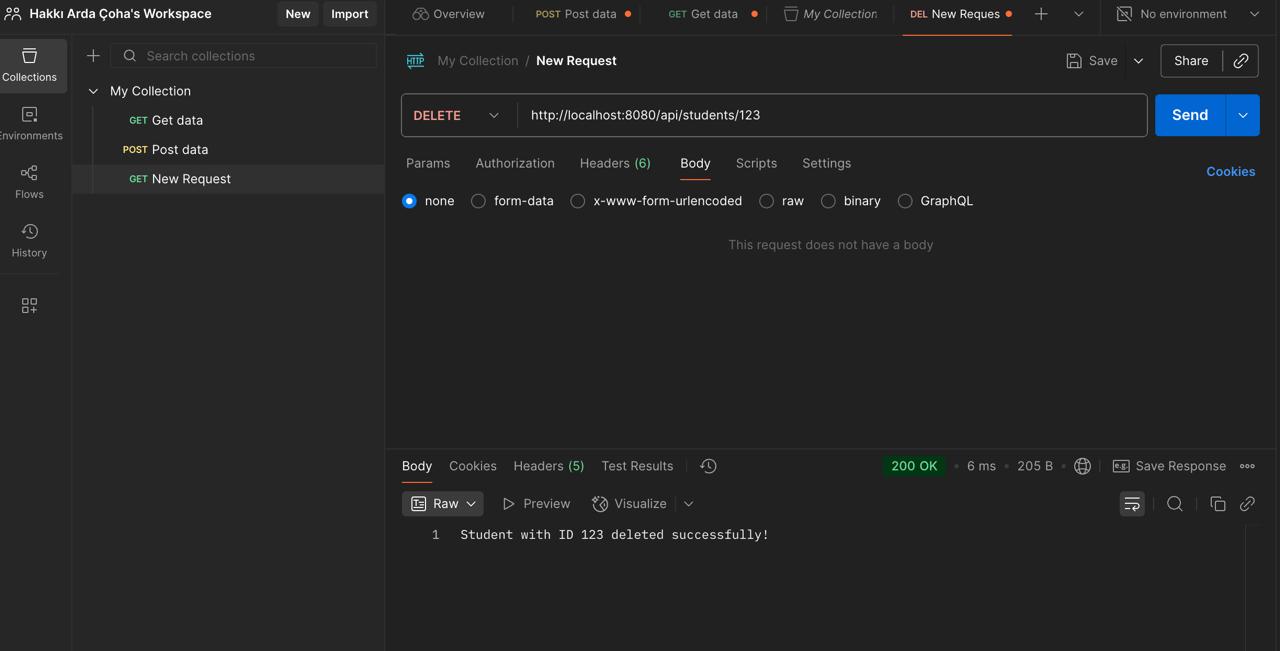 Hakkı Arda Çoha's Workspace New Import Overview POST Post data GET Get data My Collection DEL New Reques No environment
Collections
Search collections
My Collection
GET Get data
POST Post data
GET New Request
Environments
Flows
History
HTTP My Collection / New Request Save Share
DELETE http://localhost:8080/api/students/123 Send
Params Authorization Headers (6) Body Scripts Settings Cookies
none form-data x-www-form-urlencoded raw binary GraphQL
This request does not have a body
Body Cookies Headers (5) Test Results 200 OK • 6 ms • 205 B • e.g. Save Response
Raw Preview Visualize
1 Student with ID 123 deleted successfully!